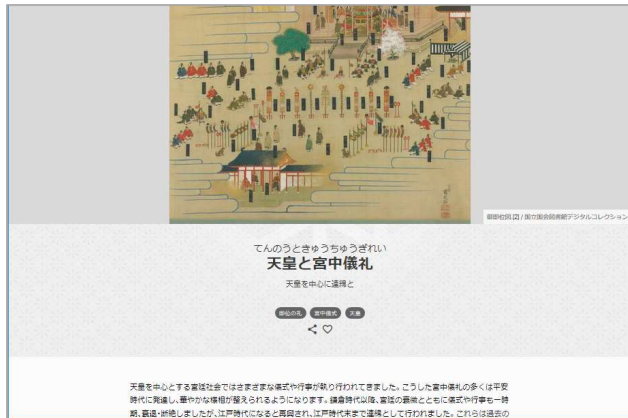 御即位図 [2] / 国立国会図書館デジタルコレクション
てんのうときゅうちゅうぎれい
天皇と宮中儀礼
天皇を中心に連綿と
即位の礼 宮中儀式 天皇
天皇を中心とする宮廷社会ではさまざまな儀式や行事が執り行われてきました。こうした宮中儀礼の多くは平安
時代に発達し、華やかな様相が整えられるようになります。鎌倉時代以降、宮廷の衰微とともに儀式や行事も一時
期、衰退・断絶しましたが、江戸時代になると再興され、江戸時代末まで連綿として行われました。これらは過去の